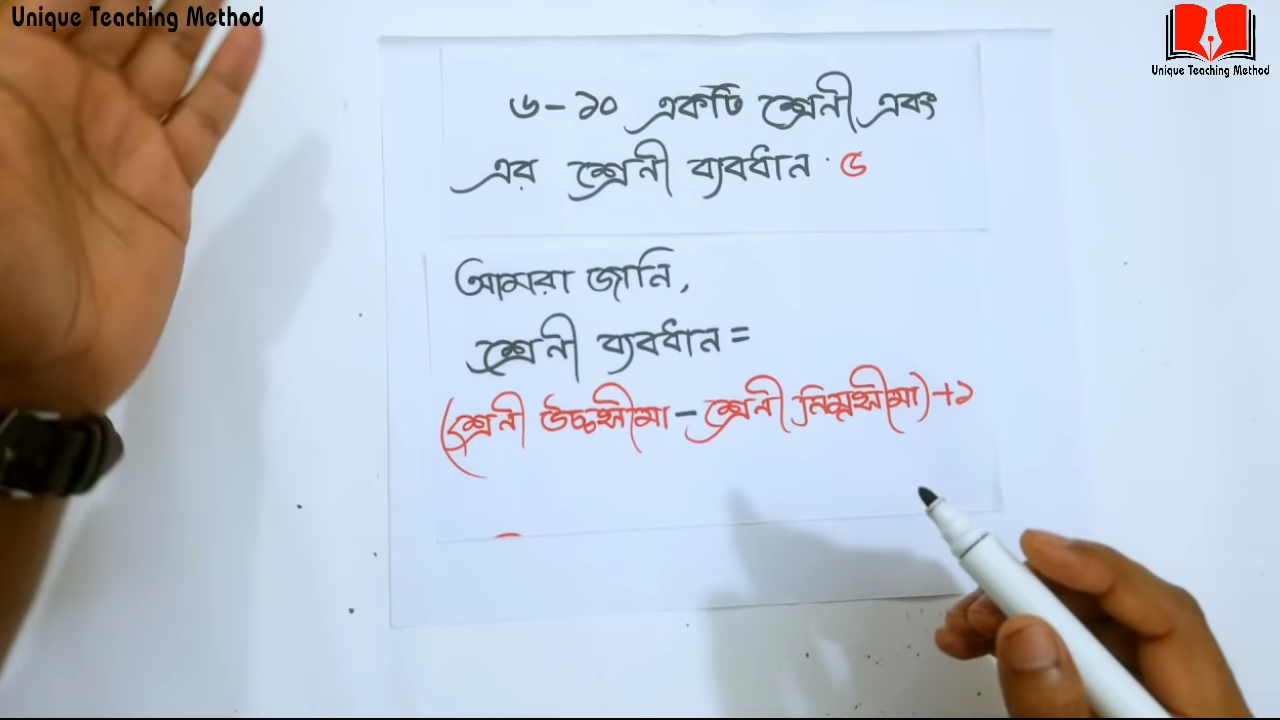 Unique Teaching Method
Unique Teaching Method
৬-১০ একটি শ্রেনী এবং
এর শ্রেনী ব্যবধান ৫
আমরা জানি,
শ্রেনী ব্যবধান =
(শ্রেনী উচ্চসীমা - শ্রেনী নিম্নসীমা) +১